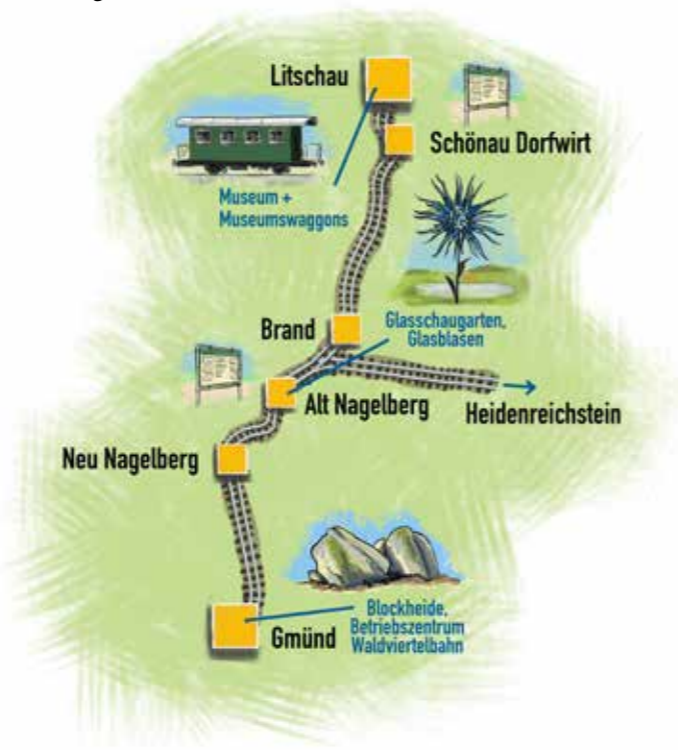 Litschau
Schönau Dorfwirt
Museum +
Museumswaggons
Brand
Glasschaugarten,
Glasblasen
Alt Nagelberg
Heidenreichstein
Neu Nagelberg
Blockheide,
Betriebszentrum
Waldviertelbahn
Gmünd